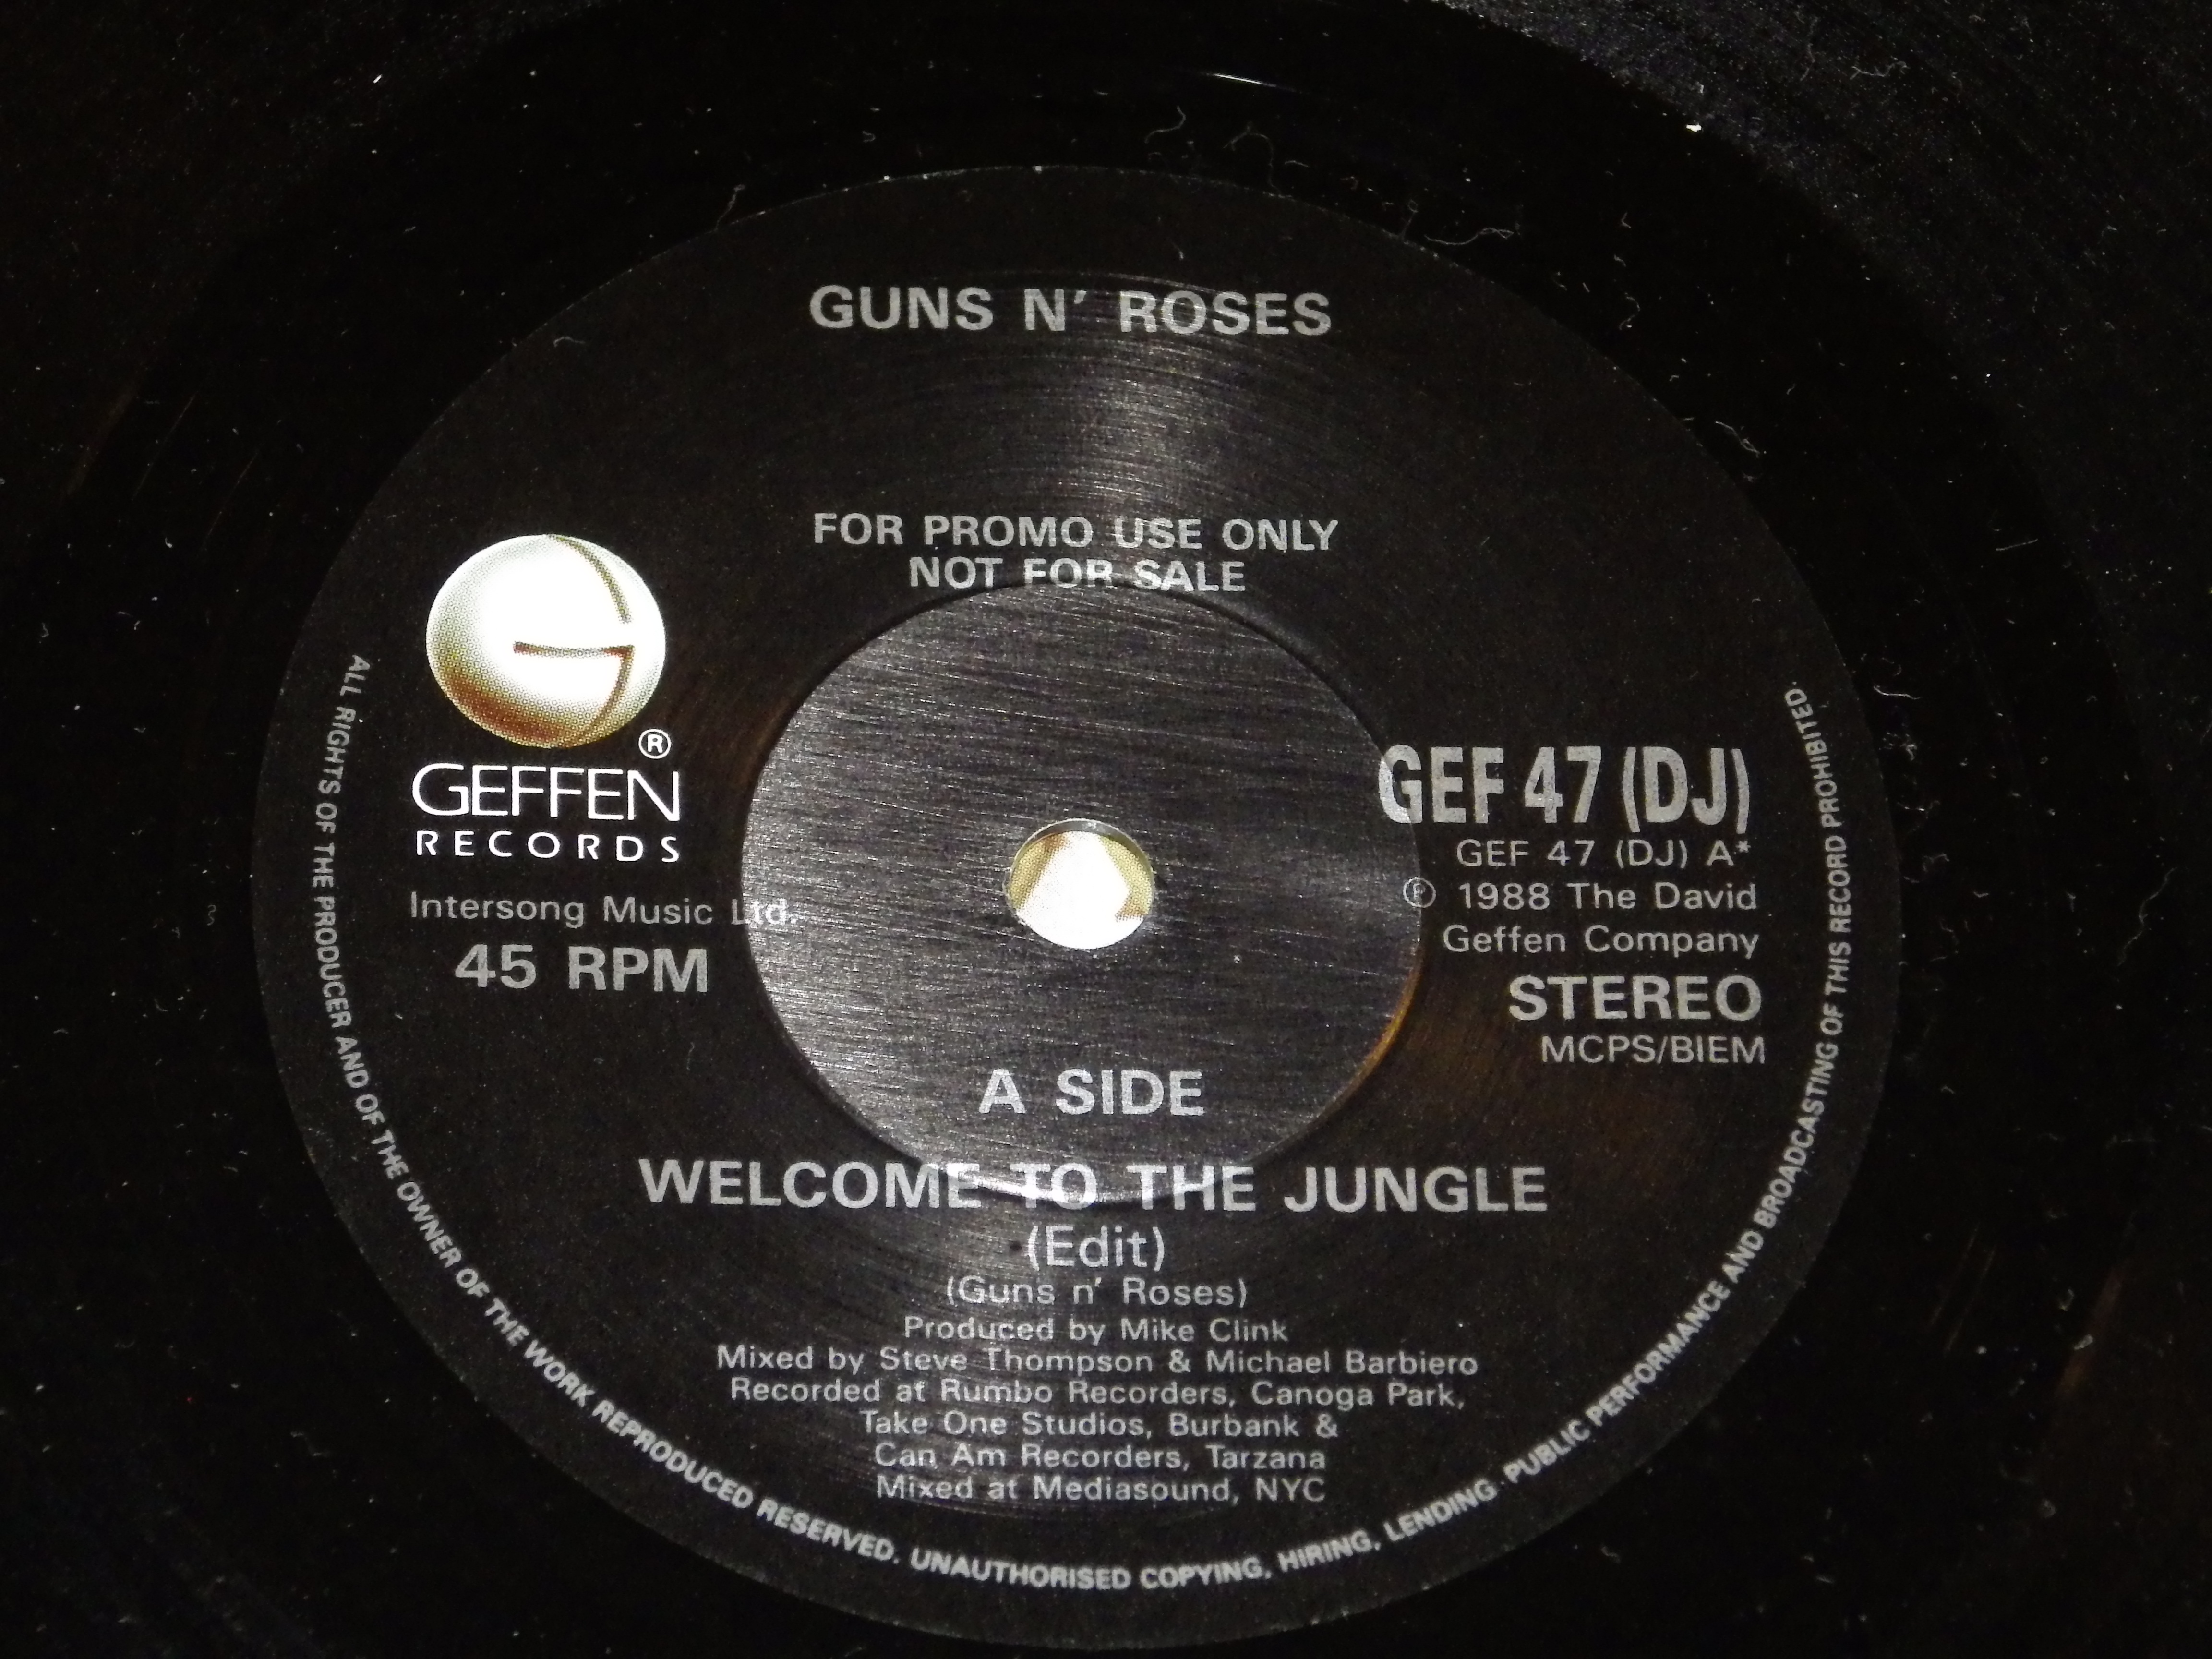 GUNS N' ROSES
FOR PROMO USE ONLY
NOT FOR SALE
G
®
GEFFEN
RECORDS
Intersong Music Ltd.
45 RPM
GEF 47 (DJ)
GEF 47 (DJ) A*
℗ 1988 The David
Geffen Company
STEREO
MCPS/BIEM
A SIDE
WELCOME TO THE JUNGLE
(Edit)
(Guns n' Roses)
Produced by Mike Clink
Mixed by Steve Thompson & Michael Barbiero
Recorded at Rumbo Recorders, Canoga Park,
Take One Studios, Burbank &
Can Am Recorders, Tarzana
Mixed at Mediasound, NYC
ALL RIGHTS OF THE PRODUCER AND OF THE OWNER OF THE WORK REPRODUCED RESERVED. UNAUTHORISED COPYING, HIRING, LENDING, PUBLIC PERFORMANCE AND BROADCASTING OF THIS RECORD PROHIBITED.